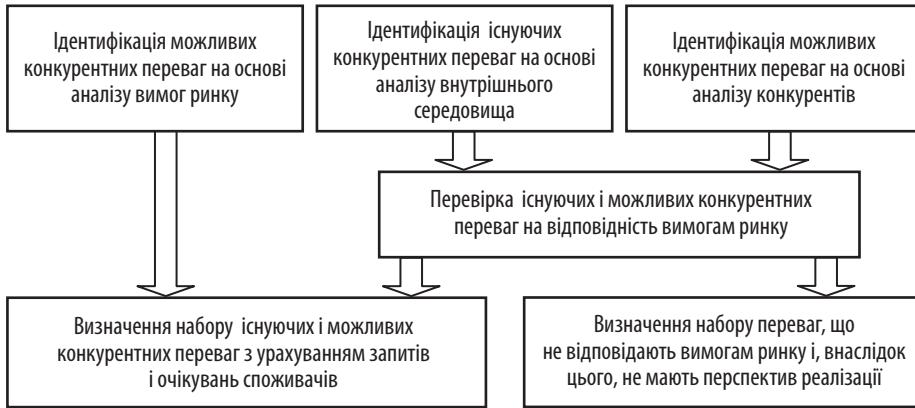 Ідентифікація можливих
конкурентних переваг на основі
аналізу вимог ринку
Ідентифікація існуючих
конкурентних переваг на основі
аналізу внутрішнього
середовища
Ідентифікація можливих
конкурентних переваг на основі
аналізу конкурентів
Перевірка існуючих і можливих конкурентних
переваг на відповідність вимогам ринку
Визначення набору існуючих і можливих
конкурентних переваг з урахуванням запитів
і очікувань споживачів
Визначення набору переваг, що
не відповідають вимогам ринку і, внаслідок
цього, не мають перспектив реалізації